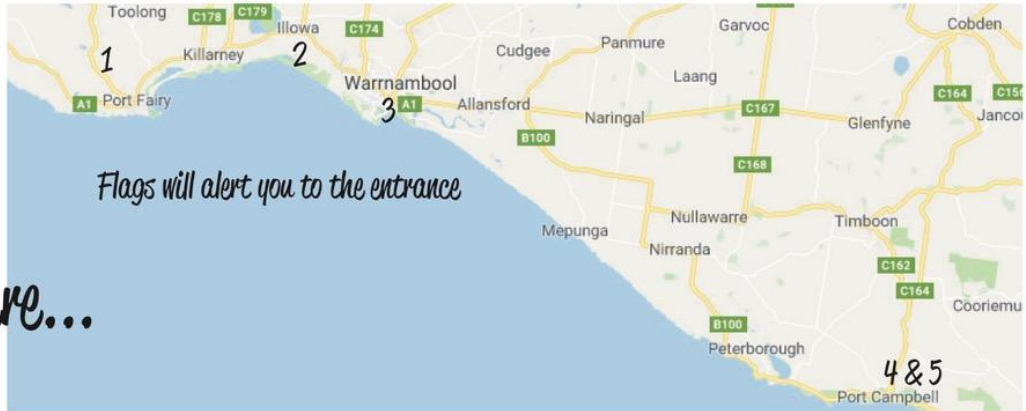 Toolong
C178
C179
Illowa
C174
Garvoc
Cobden
1
Killarney
2
Cudgee
Panmure
Warrnambool
Laang
A1
Port Fairy
3
A1
Allansford
Naringal
C167
C164
Glenfyne
B100
C168
Flags will alert you to the entrance
Nullawarre
Timboon
Mepunga
Nirranda
C162
C164
B100
Peterborough
4 & 5
Port Campbell